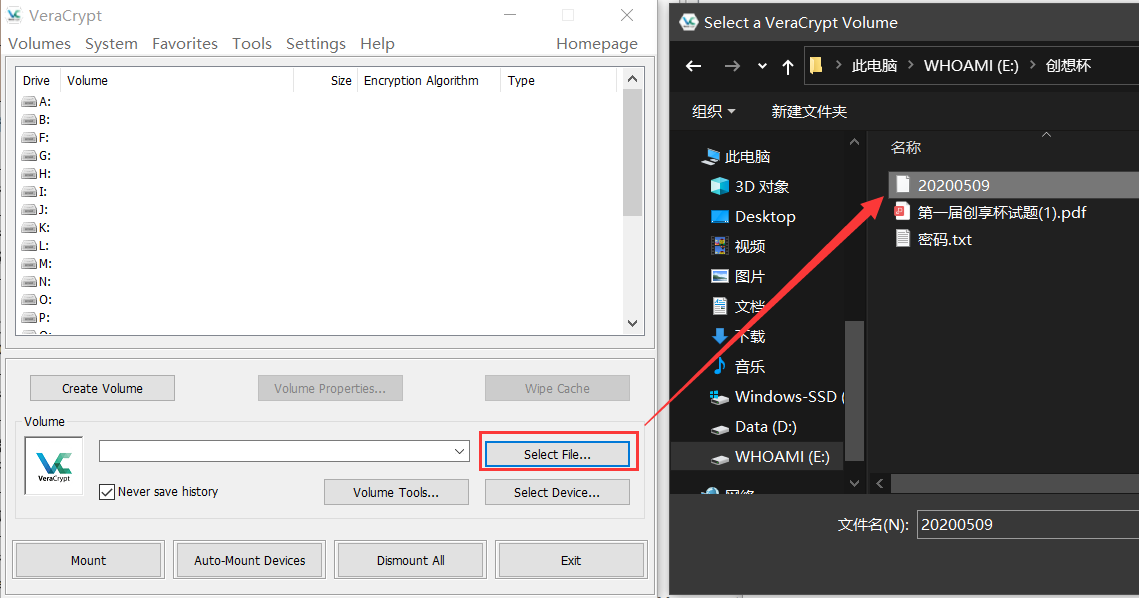 VeraCrypt
Volumes System Favorites Tools Settings Help Homepage
Drive Volume Size Encryption Algorithm Type
A:
B:
F:
G:
H:
I:
J:
K:
L:
M:
N:
O:
P:
Create Volume Volume Properties... Wipe Cache
Volume
VeraCrypt
Select File...
Never save history Volume Tools... Select Device...
Mount Auto-Mount Devices Dismount All Exit
Select a VeraCrypt Volume
此电脑 WHOAMI (E:) 创想杯
组织 新建文件夹
此电脑
3D 对象
Desktop
视频
图片
文档
下载
音乐
Windows-SSD (
Data (D:)
WHOAMI (E:)
网络
名称
20200509
第一届创享杯试题(1).pdf
密码.txt
文件名(N): 20200509